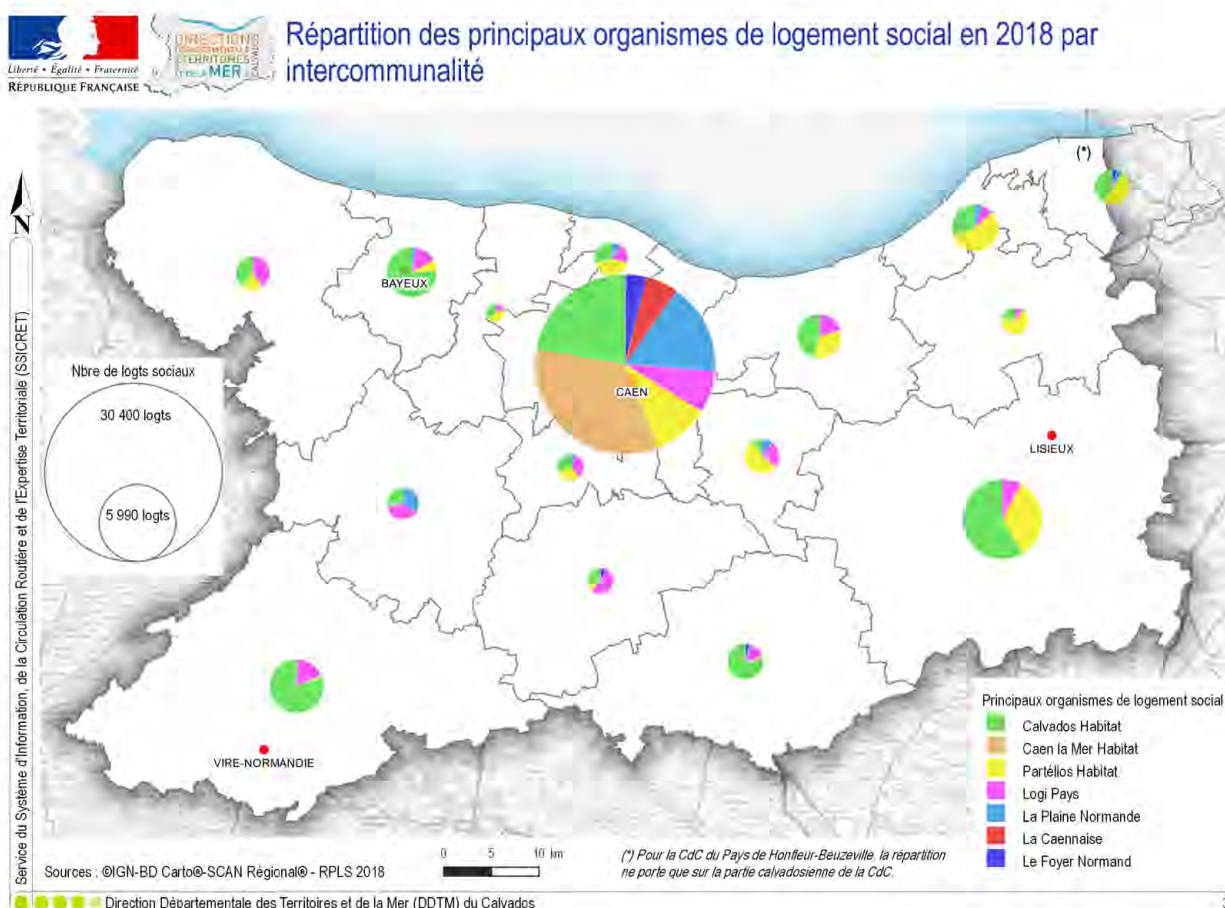 Répartition des principaux organismes de logement social en 2018 par
intercommunalité
Liberté • Égalité • Fraternité
RÉPUBLIQUE FRANÇAISE
DIRECTION
DÉPARTEMENTALE
TERRITOIRES
MER
CALVADOS
(*)
N
BAYEUX
CAEN
LISIEUX
VIRE-NORMANDIE
Nbre de logts sociaux
30 400 logts
5 990 logts
Service du Système d'Information, de la Circulation Routière et de l'Expertise Territoriale (SSICRET)
Principaux organismes de logement social
Calvados Habitat
Caen la Mer Habitat
Partélios Habitat
Logi Pays
La Plaine Normande
La Caennaise
Le Foyer Normand
Sources : ©IGN-BD Carto®-SCAN Régional® - RPLS 2018
0 5 10 km
(*) Pour la CdC du Pays de Honfleur-Beuzeville, la répartition
ne porte que sur la partie calvadosienne de la CdC.
Direction Départementale des Territoires et de la Mer (DDTM) du Calvados